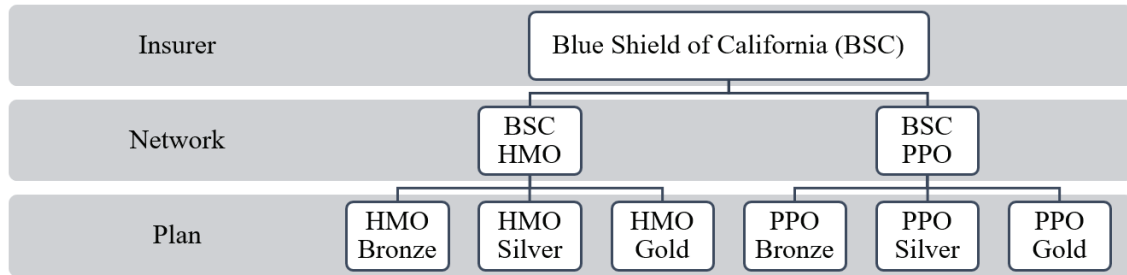 Insurer
Blue Shield of California (BSC)
Network
BSC
HMO
BSC
PPO
Plan
HMO
Bronze
HMO
Silver
HMO
Gold
PPO
Bronze
PPO
Silver
PPO
Gold